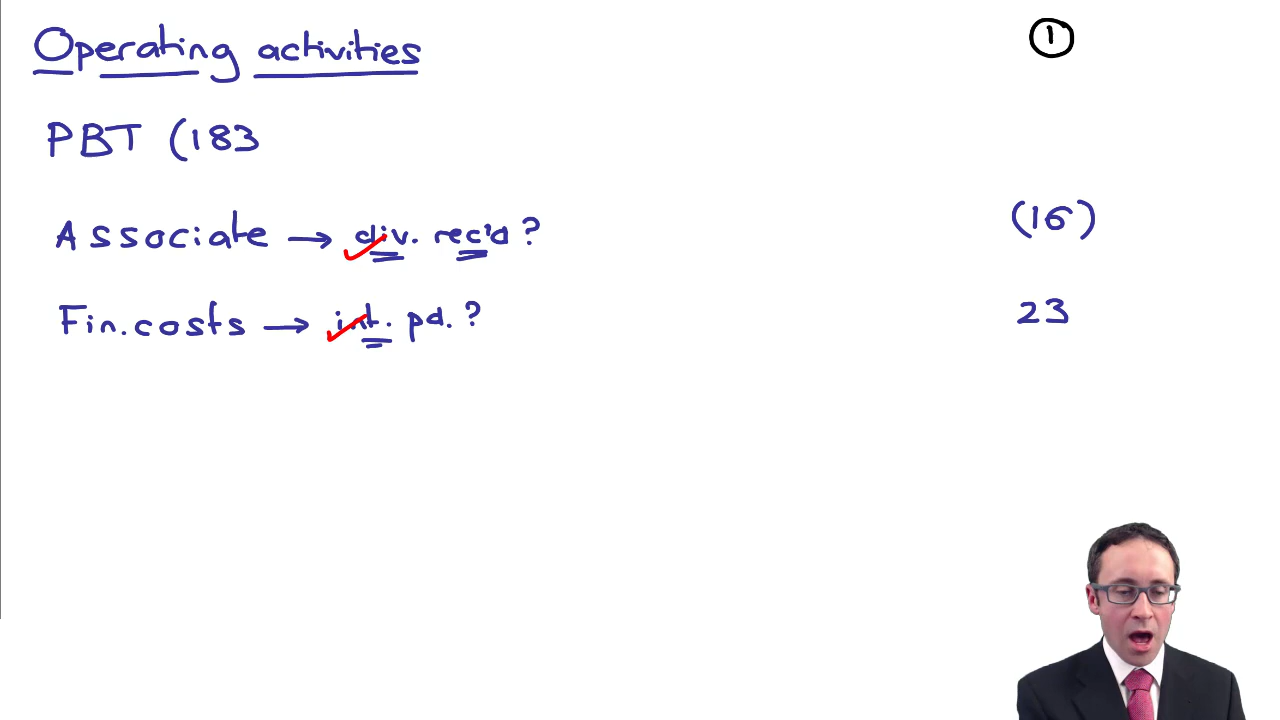 Operating activities ①
PBT (183
Associate → div. rec'd ? (16)
Fin. costs → int. pd. ? 23